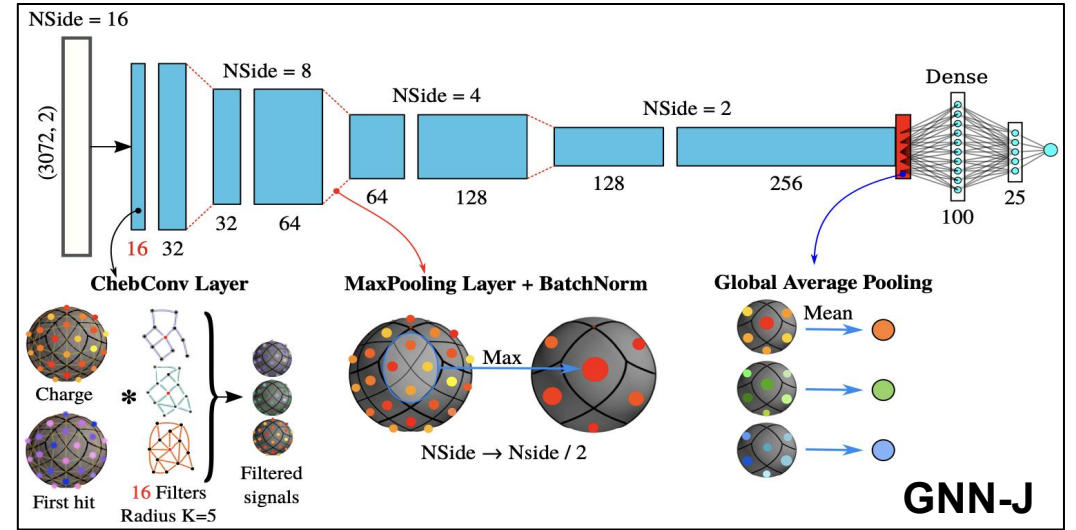 NSide = 16
(3072, 2)
NSide = 8
NSide = 4
NSide = 2
Dense
16
32
32
64
64
128
128
256
100
25
ChebConv Layer
Charge
*
First hit
16 Filters
Radius K=5
Filtered
signals
MaxPooling Layer + BatchNorm
Max
NSide → Nside / 2
Global Average Pooling
Mean
GNN-J